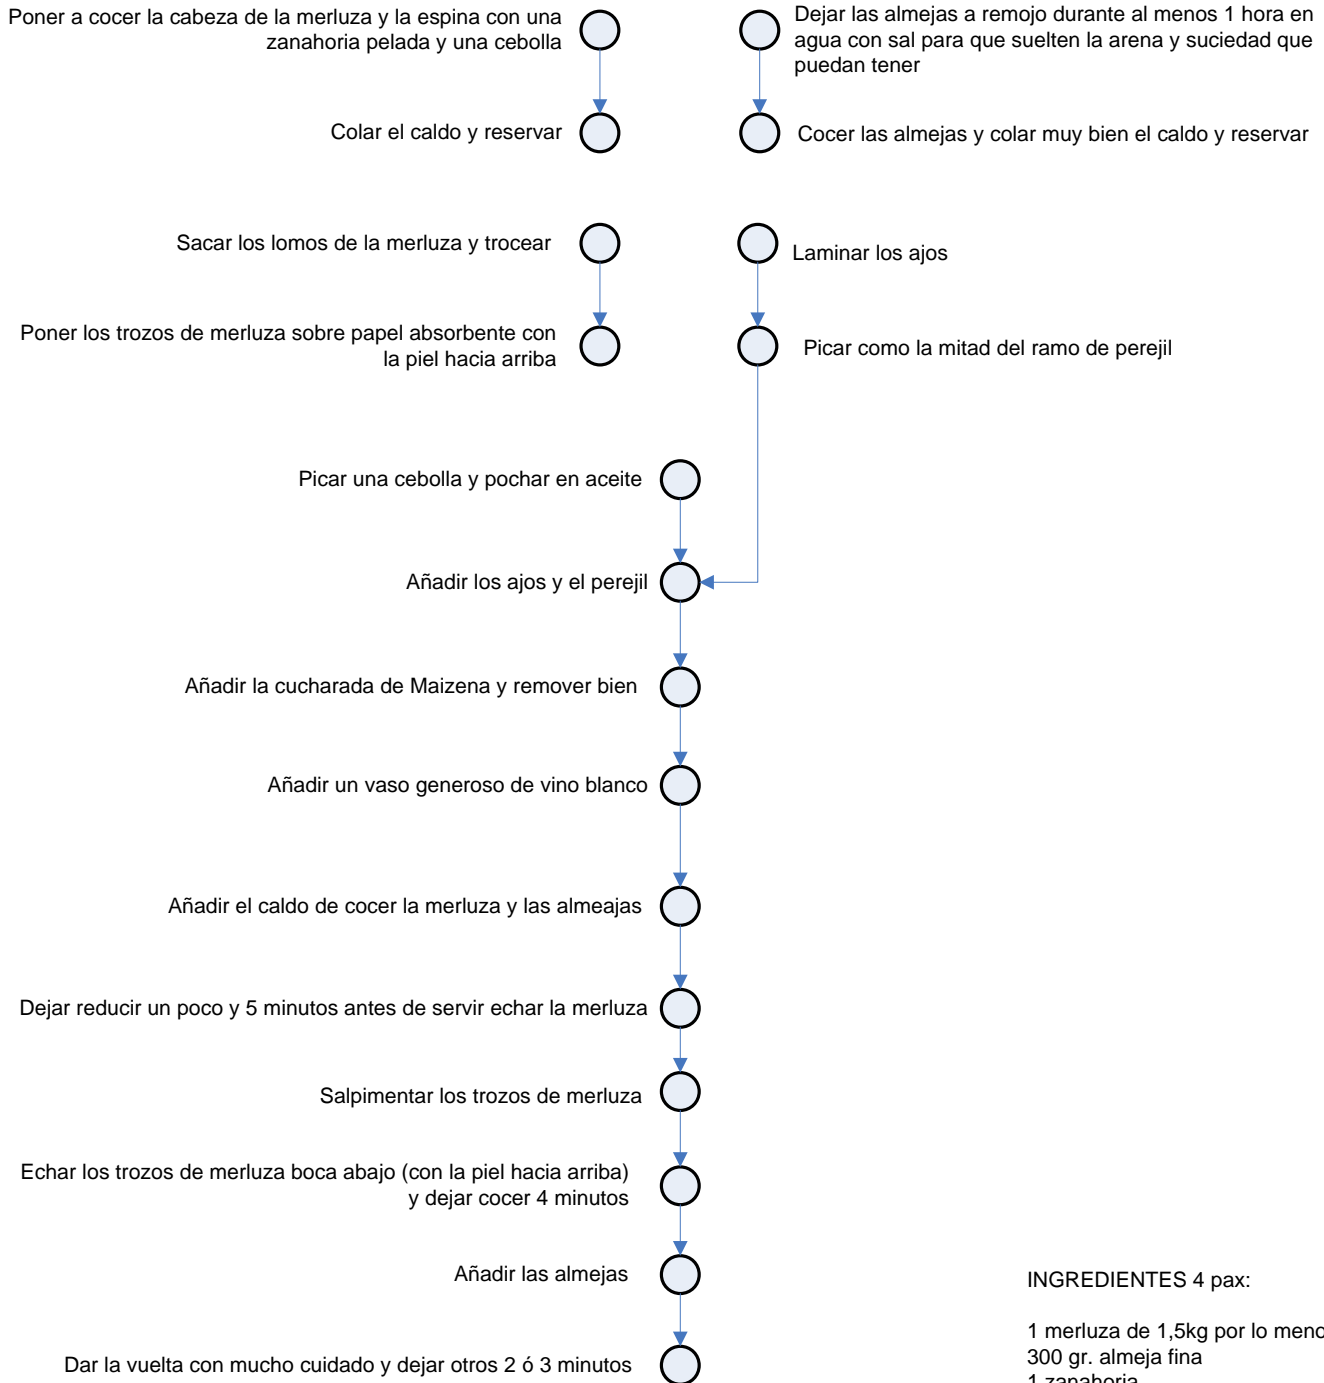 Poner a cocer la cabeza de la merluza y la espina con una
zanahoria pelada y una cebolla
Dejar las almejas a remojo durante al menos 1 hora en
agua con sal para que suelten la arena y suciedad que
puedan tener
Colar el caldo y reservar
Cocer las almejas y colar muy bien el caldo y reservar
Sacar los lomos de la merluza y trocear
Laminar los ajos
Poner los trozos de merluza sobre papel absorbente con
la piel hacia arriba
Picar como la mitad del ramo de perejil
Picar una cebolla y pochar en aceite
Añadir los ajos y el perejil
Añadir la cucharada de Maizena y remover bien
Añadir un vaso generoso de vino blanco
Añadir el caldo de cocer la merluza y las almeajas
Dejar reducir un poco y 5 minutos antes de servir echar la merluza
Salpimentar los trozos de merluza
Echar los trozos de merluza boca abajo (con la piel hacia arriba)
y dejar cocer 4 minutos
Añadir las almejas
Dar la vuelta con mucho cuidado y dejar otros 2 ó 3 minutos
INGREDIENTES 4 pax:
1 merluza de 1,5kg por lo meno
300 gr. almeja fina
1 zanahoria